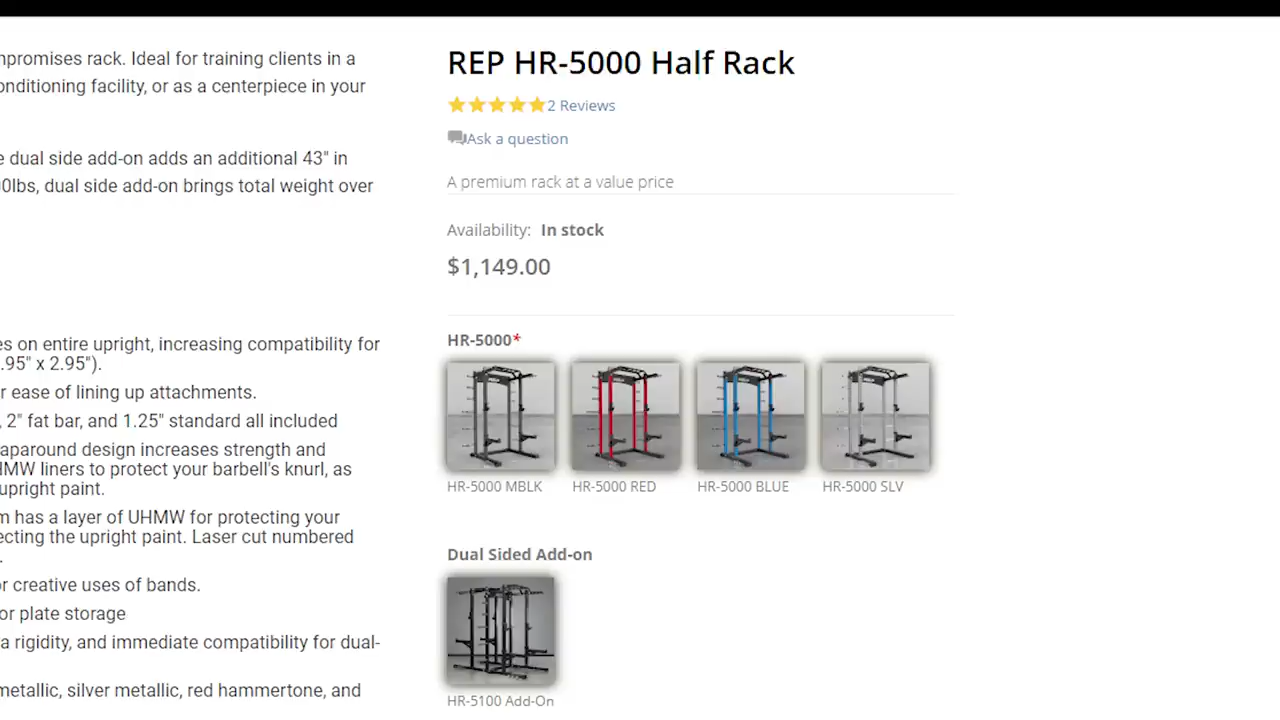 npromises rack. Ideal for training clients in a
onditioning facility, or as a centerpiece in your
e dual side add-on adds an additional 43" in
0lbs, dual side add-on brings total weight over
es on entire upright, increasing compatibility for
.95" x 2.95").
r ease of lining up attachments.
, 2" fat bar, and 1.25" standard all included
raparound design increases strength and
HMW liners to protect your barbell's knurl, as
upright paint.
m has a layer of UHMW for protecting your
ecting the upright paint. Laser cut numbered
.
or creative uses of bands.
or plate storage
a rigidity, and immediate compatibility for dual-
metallic, silver metallic, red hammertone, and
REP HR-5000 Half Rack
2 Reviews
Ask a question
A premium rack at a value price
Availability: In stock
$1,149.00
HR-5000*
HR-5000 MBLK HR-5000 RED HR-5000 BLUE HR-5000 SLV
Dual Sided Add-on
HR-5100 Add-On